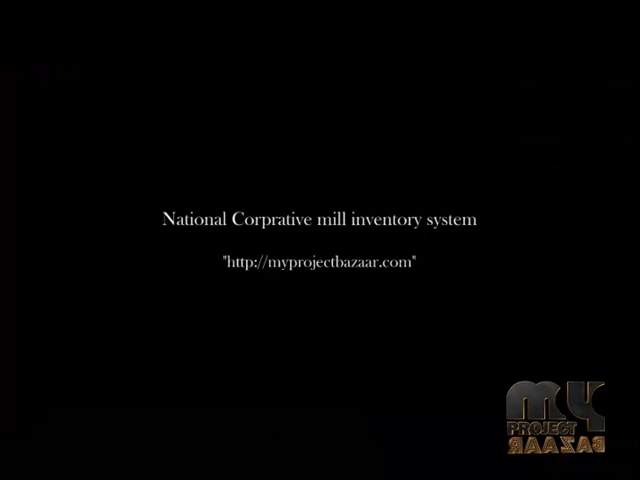 National Corprative mill inventory system
"http://myprojectbazaar.com"
MY
PROJECT
BAZAAR